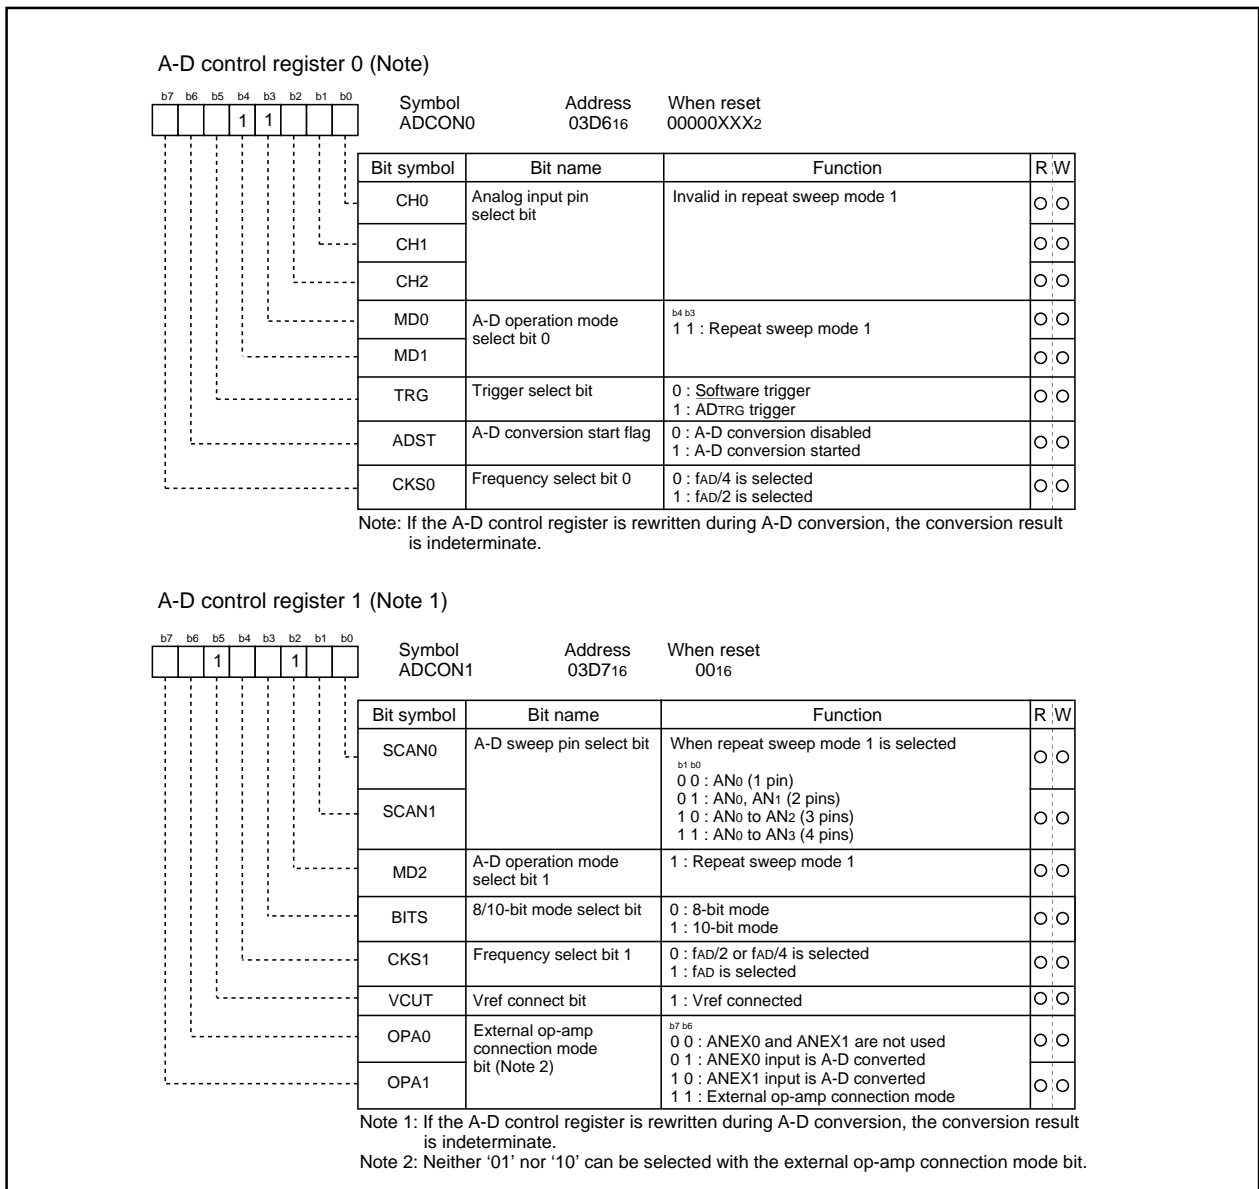 A-D control register 0 (Note)
b7 b6 b5 b4 b3 b2 b1 b0
1 1
Symbol Address When reset
ADCON0 03D616 00000XXX2
Bit symbol Bit name Function R W
CH0 Analog input pin select bit Invalid in repeat sweep mode 1
CH1
CH2
MD0 A-D operation mode select bit 0 b4 b3
1 1 : Repeat sweep mode 1
MD1
TRG Trigger select bit 0 : Software trigger
1 : ADTRG trigger
ADST A-D conversion start flag 0 : A-D conversion disabled
1 : A-D conversion started
CKS0 Frequency select bit 0 0 : fAD/4 is selected
1 : fAD/2 is selected
Note: If the A-D control register is rewritten during A-D conversion, the conversion result
is indeterminate.
A-D control register 1 (Note 1)
b7 b6 b5 b4 b3 b2 b1 b0
1 1
Symbol Address When reset
ADCON1 03D716 0016
Bit symbol Bit name Function R W
SCAN0 A-D sweep pin select bit When repeat sweep mode 1 is selected
b1 b0
0 0 : AN0 (1 pin)
0 1 : AN0, AN1 (2 pins)
SCAN1 1 0 : AN0 to AN2 (3 pins)
1 1 : AN0 to AN3 (4 pins)
MD2 A-D operation mode select bit 1 1 : Repeat sweep mode 1
BITS 8/10-bit mode select bit 0 : 8-bit mode
1 : 10-bit mode
CKS1 Frequency select bit 1 0 : fAD/2 or fAD/4 is selected
1 : fAD is selected
VCUT Vref connect bit 1 : Vref connected
OPA0 External op-amp connection mode bit (Note 2) b7 b6
0 0 : ANEX0 and ANEX1 are not used
0 1 : ANEX0 input is A-D converted
OPA1 1 0 : ANEX1 input is A-D converted
1 1 : External op-amp connection mode
Note 1: If the A-D control register is rewritten during A-D conversion, the conversion result
is indeterminate.
Note 2: Neither ‘01’ nor ‘10’ can be selected with the external op-amp connection mode bit.